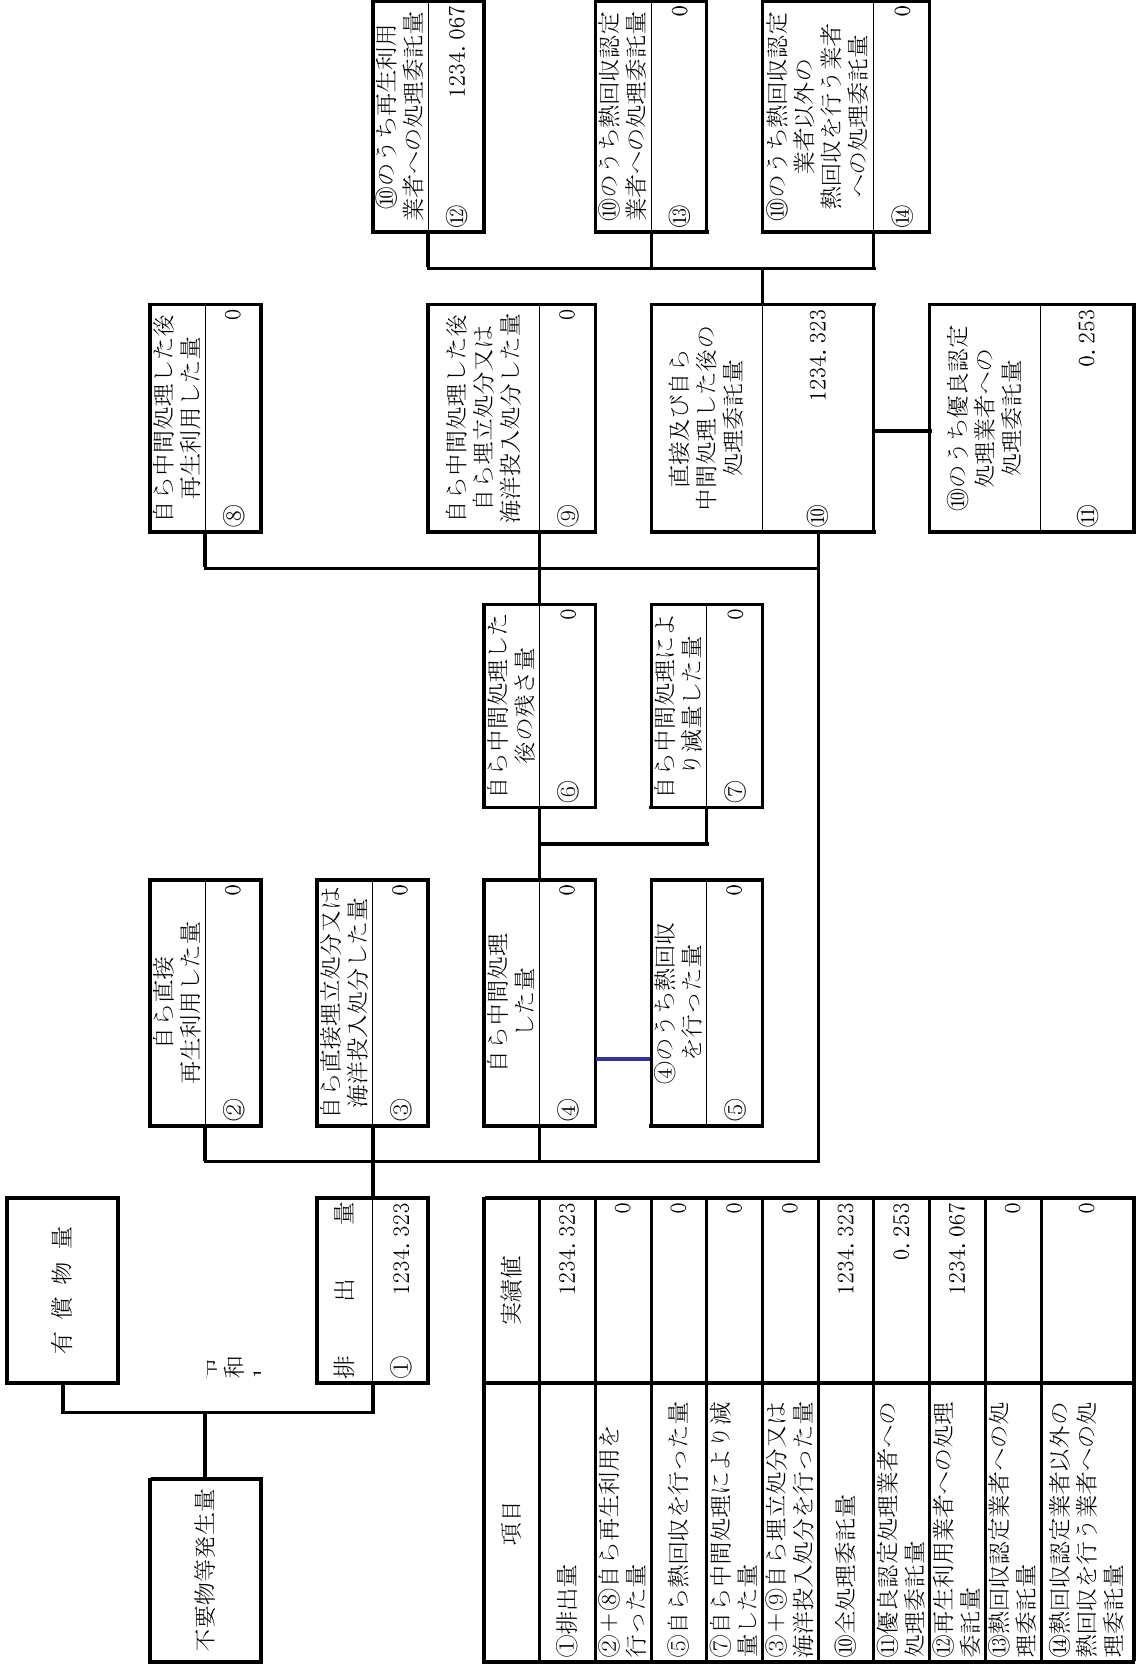 有 償 物 量
不要物等発生量
和
排 出 量
① 1234.323
自ら直接
再生利用した量
② 0
自ら直接埋立処分又は
海洋投入処分した量
③ 0
自ら中間処理
した量
④ 0
④のうち熱回収
を行った量
⑤ 0
自ら中間処理した
後の残さ量
⑥ 0
自ら中間処理によ
り減量した量
⑦ 0
自ら中間処理した後
再生利用した量
⑧ 0
自ら中間処理した後
自ら埋立処分又は
海洋投入処分した量
⑨ 0
直接及び自ら
中間処理した後の
処理委託量
⑩ 1234.323
⑩のうち優良認定
処理業者への
処理委託量
⑪ 0.253
⑩のうち再生利用
業者への処理委託量
⑫ 1234.067
⑩のうち熱回収認定
業者への処理委託量
⑬ 0
⑩のうち熱回収認定
業者以外の
熱回収を行う業者
への処理委託量
⑭ 0
項目 実績値
①排出量 1234.323
②＋⑧自ら再生利用を
行った量 0
⑤自ら熱回収を行った量 0
⑦自ら中間処理により減
量した量 0
③＋⑨自ら埋立処分又は
海洋投入処分を行った量 0
⑩全処理委託量 1234.323
⑪優良認定処理業者への
処理委託量 0.253
⑫再生利用業者への処理
委託量 1234.067
⑬熱回収認定業者への処
理委託量 0
⑭熱回収認定業者以外の
熱回収を行う業者への処
理委託量 0